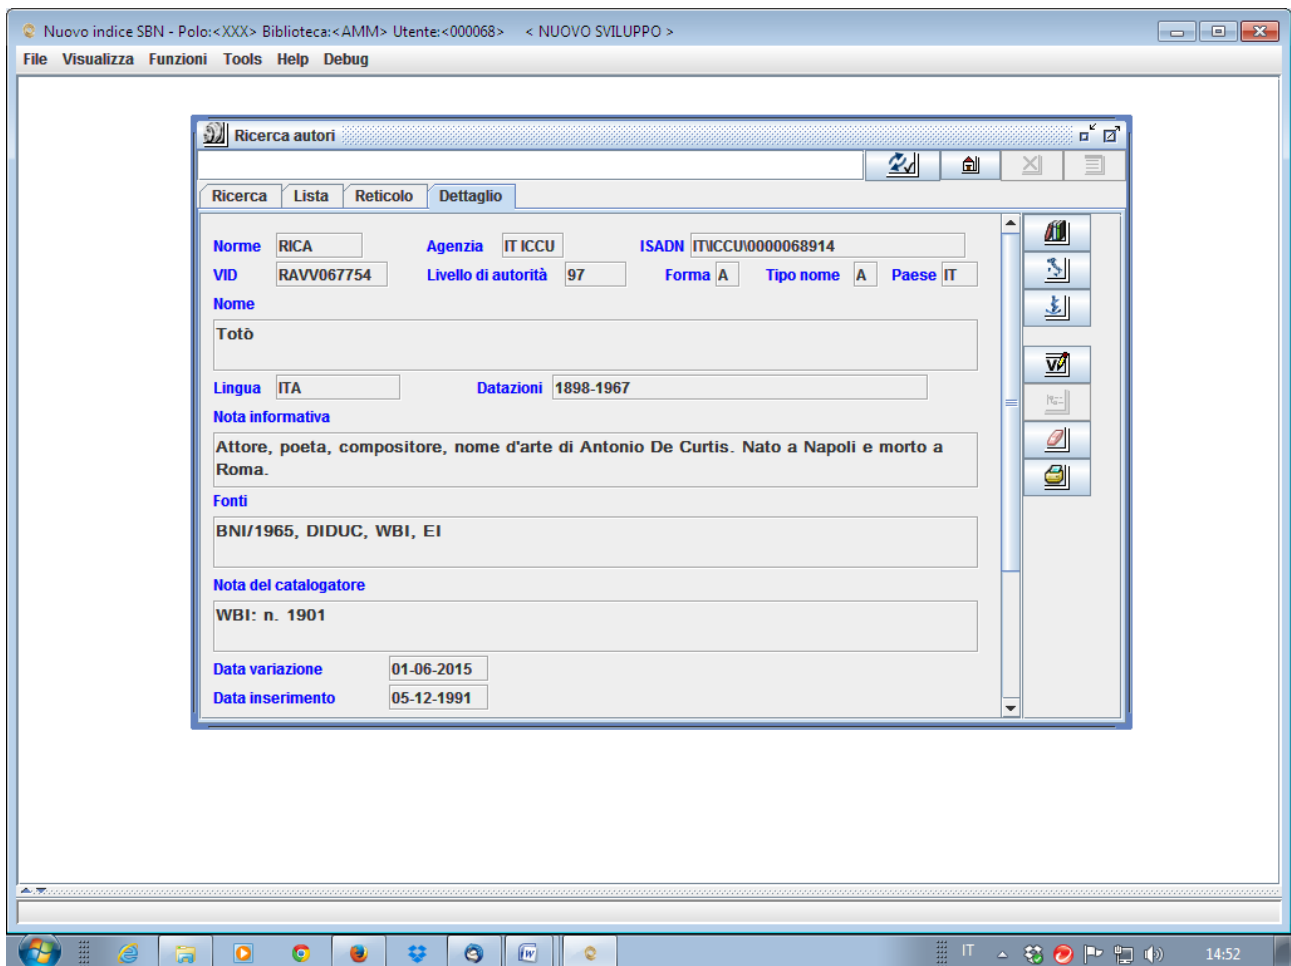 Nuovo indice SBN - Polo:<XXX> Biblioteca:<AMM> Utente:<000068> < NUOVO SVILUPPO >
File Visualizza Funzioni Tools Help Debug
Ricerca autori
Ricerca Lista Reticolo Dettaglio
Norme RICA Agenzia IT ICCU ISADN IT\ICCU\0000068914
VID RAVV067754 Livello di autorità 97 Forma A Tipo nome A Paese IT
Nome
Totò
Lingua ITA Datazioni 1898-1967
Nota informativa
Attore, poeta, compositore, nome d'arte di Antonio De Curtis. Nato a Napoli e morto a
Roma.
Fonti
BNI/1965, DIDUC, WBI, EI
Nota del catalogatore
WBI: n. 1901
Data variazione 01-06-2015
Data inserimento 05-12-1991
IT 14:52